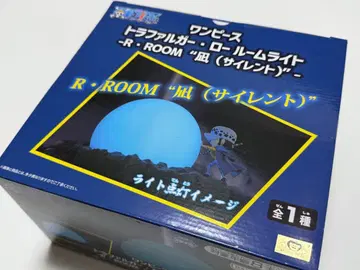 ONE PIECE
ワンピース
トラファルガー・ロー ルームライト
-R・ROOM “凪（サイレント）”-
R・ROOM “凪（サイレント）”
ライト点灯イメージ
全1種